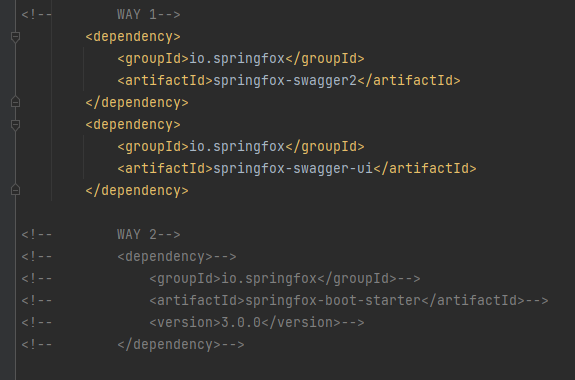 <!--        WAY 1-->
        <dependency>
            <groupId>io.springfox</groupId>
            <artifactId>springfox-swagger2</artifactId>
        </dependency>
        <dependency>
            <groupId>io.springfox</groupId>
            <artifactId>springfox-swagger-ui</artifactId>
        </dependency>
<!--        WAY 2-->
<!--        <dependency>-->
<!--            <groupId>io.springfox</groupId>-->
<!--            <artifactId>springfox-boot-starter</artifactId>-->
<!--            <version>3.0.0</version>-->
<!--        </dependency>-->